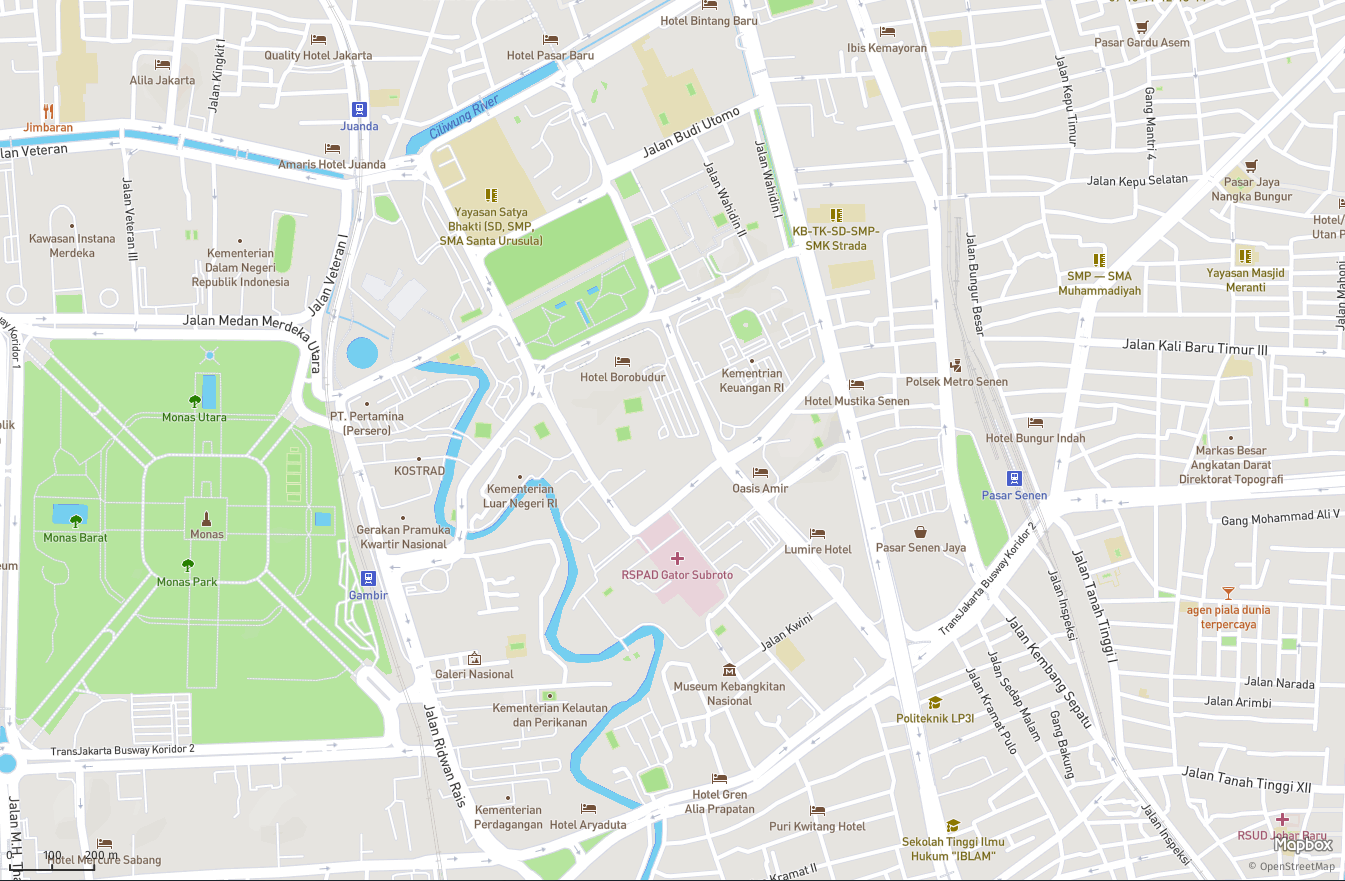 Hotel Bintang Baru
Pasar Gardu Asem
Ibis Kemayoran
Quality Hotel Jakarta
Hotel Pasar Baru
Alila Jakarta
Jalan Kingkit I
Jalan Kepu Timur
Gang Mantri 4
Jimbaran
Juanda
Ciliwung River
Jalan Budi Utomo
lan Veteran
Amaris Hotel Juanda
Jalan Wahidin I
Jalan Wahidin II
Jalan Kepu Selatan
Pasar Jaya
Nangka Bungur
Jalan Veteran III
Yayasan Satya
Bhakti (SD, SMP,
SMA Santa Urusula)
KB-TK-SD-SMP-
SMK Strada
Hotel/
Utan P
Kawasan Instana
Merdeka
Kementerian
Dalam Negeri
Republik Indonesia
Jalan Veteran I
Jalan Bungur Besar
SMP — SMA
Muhammadiyah
Yayasan Masjid
Meranti
Jalan Mahoni
Jalan Medan Merdeka Utara
way Koridor 1
Jalan Kali Baru Timur III
Hotel Borobudur
Kementrian
Keuangan RI
Polsek Metro Senen
Hotel Mustika Senen
Monas Utara
PT. Pertamina
(Persero)
olik
Hotel Bungur Indah
Markas Besar
Angkatan Darat
Direktorat Topografi
KOSTRAD
Kementerian
Luar Negeri RI
Oasis Amir
Pasar Senen
Gang Mohammad Ali V
Monas Barat
Monas
Gerakan Pramuka
Kwartir Nasional
Lumire Hotel
Pasar Senen Jaya
TransJakarta Busway Koridor 2
eum
Monas Park
Gambir
RSPAD Gator Subroto
Jalan Inspeksi
Jalan Tanah Tinggi I
agen piala dunia
terpercaya
Jalan Kwini
Jalan Kembang Sepatu
Galeri Nasional
Museum Kebangkitan
Nasional
Jalan Sedap Malam
Jalan Kramat Pulo
Jalan Narada
Jalan Arimbi
Kementerian Kelautan
dan Perikanan
Politeknik LP3I
Gang Bakung
TransJakarta Busway Koridor 2
Jalan Ridwan Rais
Jalan Tanah Tinggi XII
Kementerian
Perdagangan
Hotel Aryaduta
Hotel Gren
Alia Prapatan
Puri Kwitang Hotel
Jalan M.H. Tha
Sekolah Tinggi Ilmu
Hukum "IBLAM"
Jalan Inspeksi
RSUD Johar Baru
Hotel Mercure Sabang
0 100 200 m
Kramat II
Mapbox
© OpenStreetMap